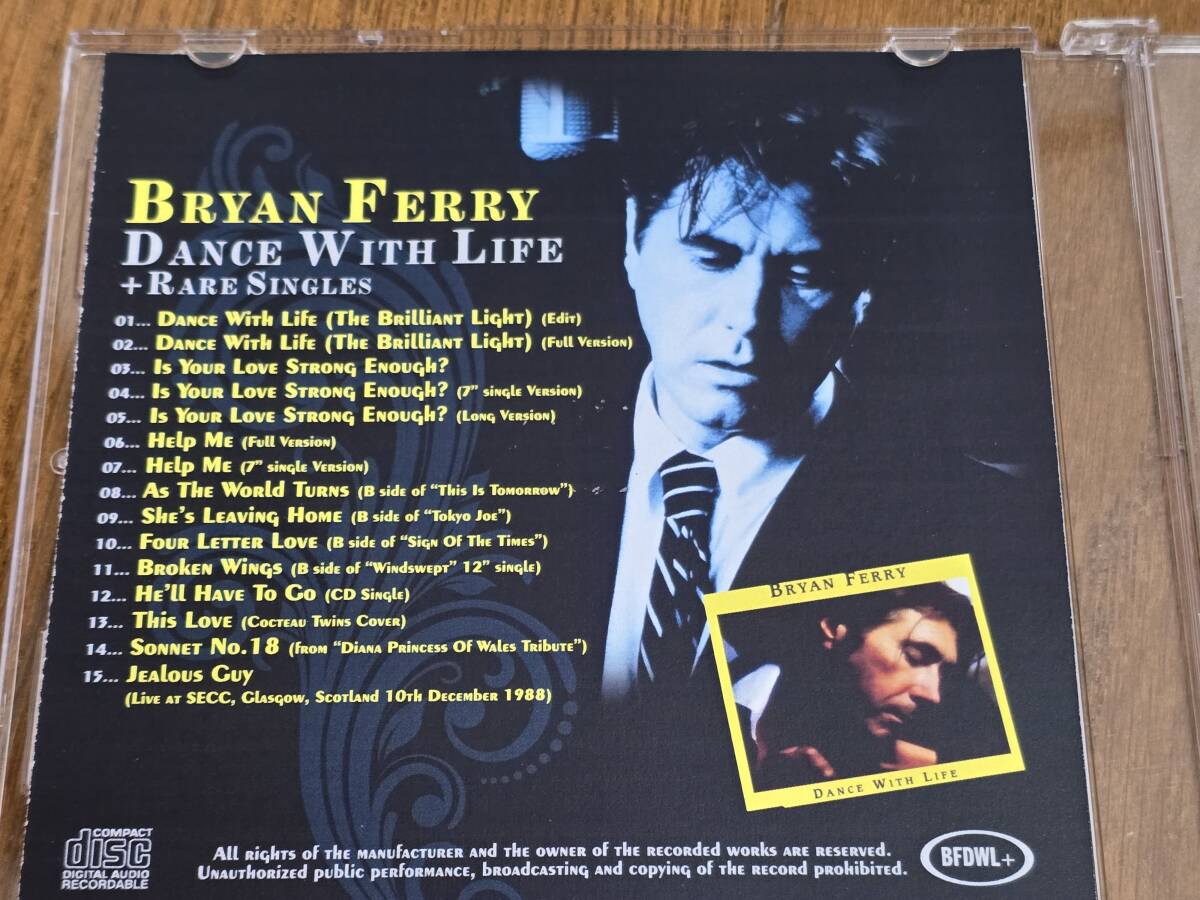 Bryan Ferry
Dance With Life
+Rare Singles
01... Dance With Life (The Brilliant Light) (Edit)
02... Dance With Life (The Brilliant Light) (Full Version)
03... Is Your Love Strong Enough?
04... Is Your Love Strong Enough? (7" single Version)
05... Is Your Love Strong Enough? (Long Version)
06... Help Me (Full Version)
07... Help Me (7" single Version)
08... As The World Turns (B side of "This Is Tomorrow")
09... She's Leaving Home (B side of "Tokyo Joe")
10... Four Letter Love (B side of "Sign Of The Times")
11... Broken Wings (B side of "Windswept" 12" single)
12... He'll Have To Go (CD Single)
13... This Love (Cocteau Twins Cover)
14... Sonnet No.18 (from "Diana Princess Of Wales Tribute")
15... Jealous Guy
(Live at SECC, Glasgow, Scotland 10th December 1988)
Bryan Ferry
Dance With Life
COMPACT
disc
DIGITAL AUDIO
RECORDABLE
All rights of the manufacturer and the owner of the recorded works are reserved.
Unauthorized public performance, broadcasting and copying of the record prohibited.
BFDWL+